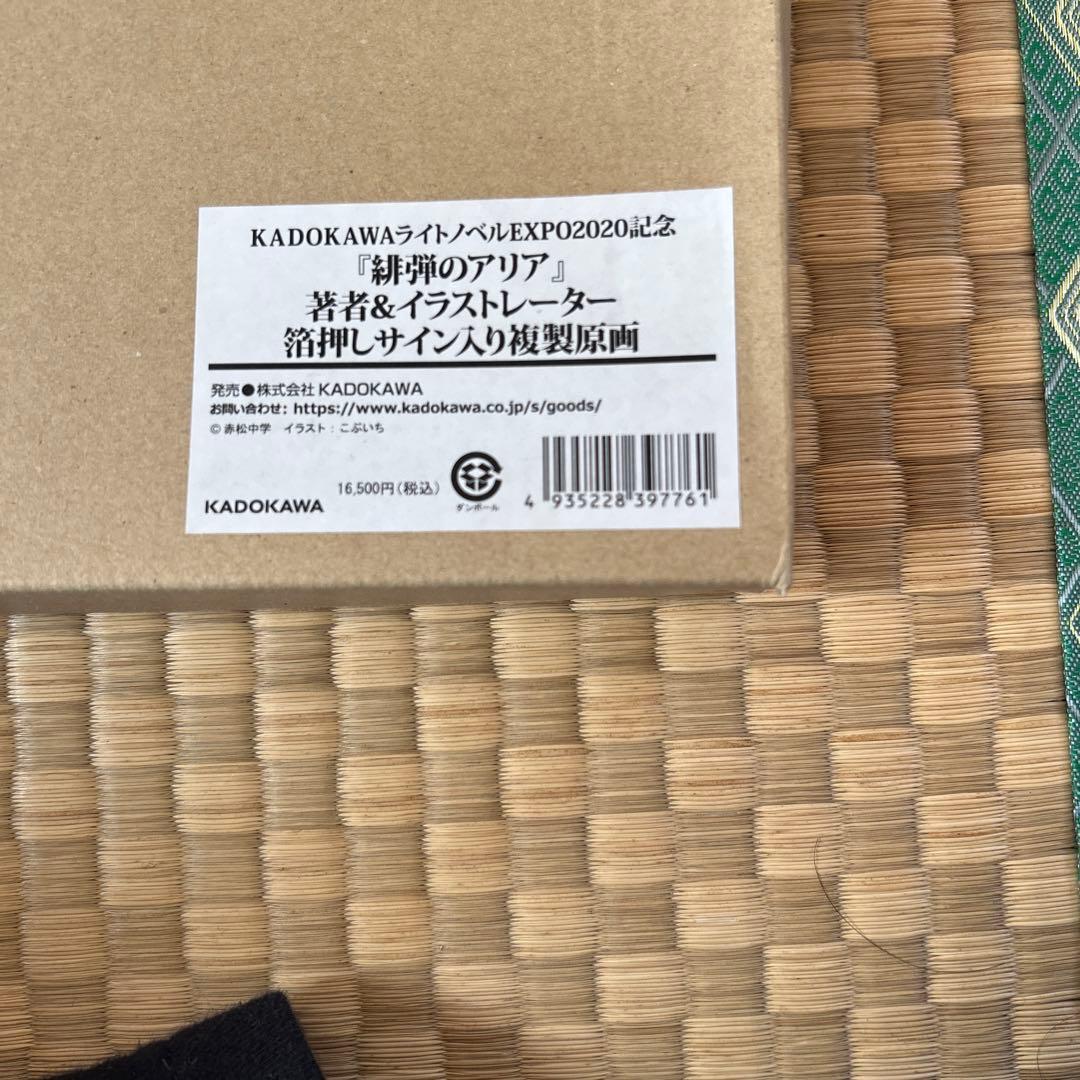 KADOKAWAライトノベルEXPO2020記念
『緋弾のアリア』
著者&イラストレーター
箔押しサイン入り複製原画
発売●株式会社 KADOKAWA
お問い合わせ: https://www.kadokawa.co.jp/s/goods/
© 赤松中学 イラスト：こぶいち
KADOKAWA 16,500円(税込) ダンボール 4 935228 397761